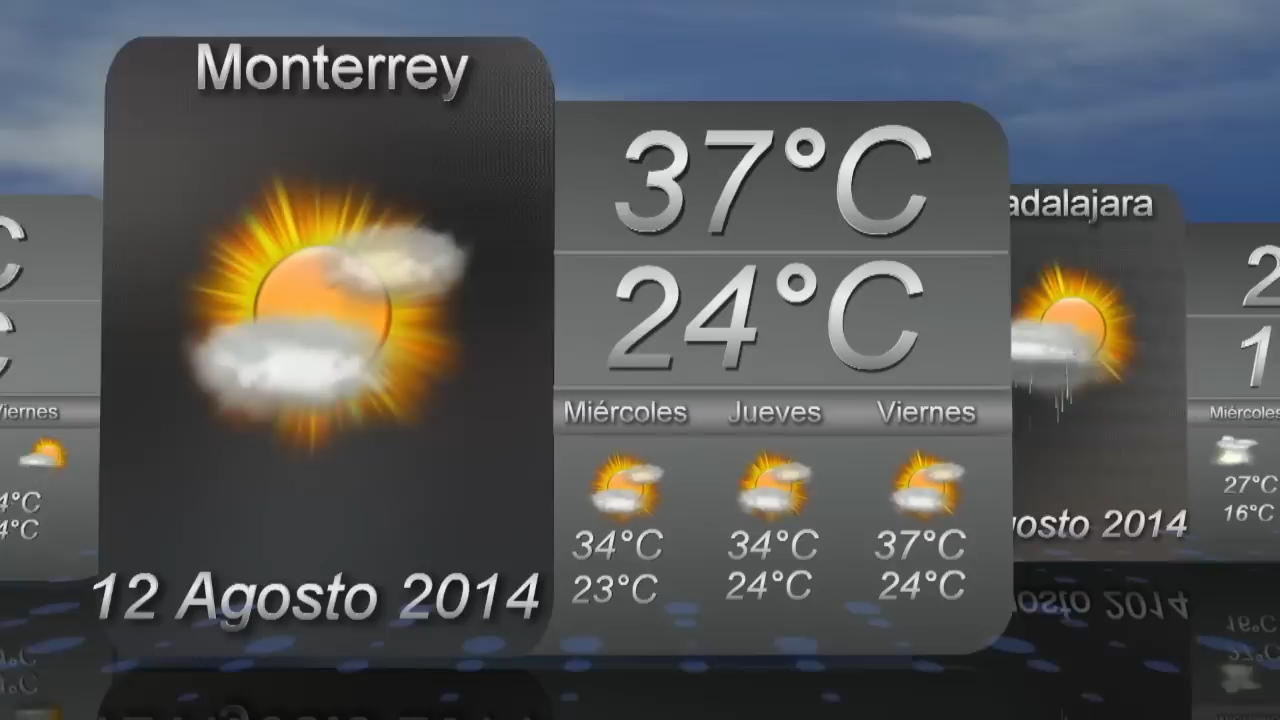 Monterrey
37°C
24°C
Miércoles Jueves Viernes
34°C 34°C 37°C
23°C 24°C 24°C
12 Agosto 2014
Viernes
2014
Miércoles
27°C
16°C